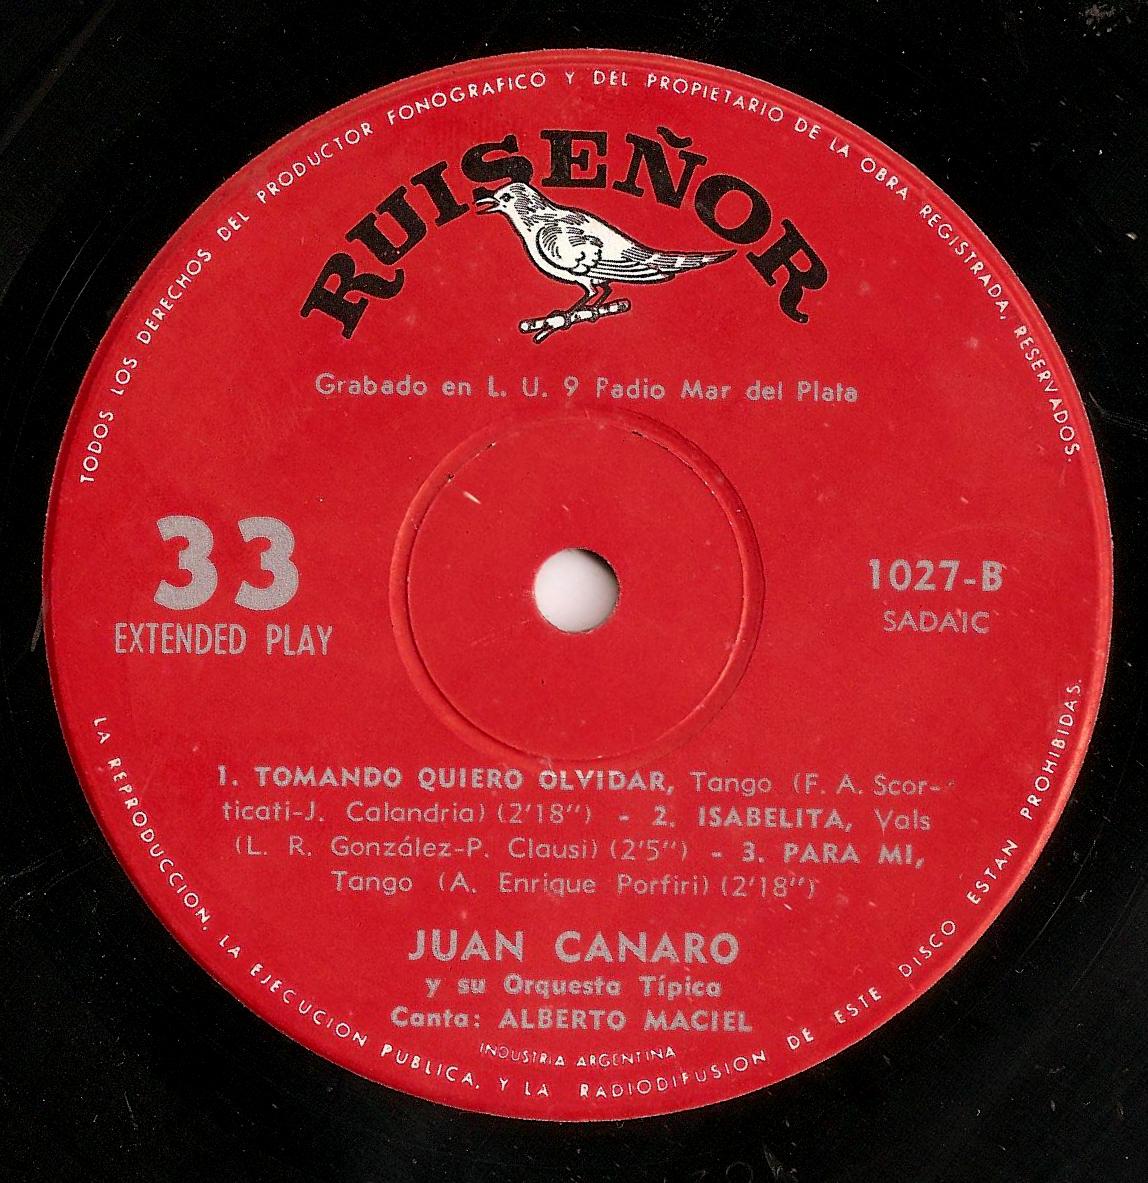 TODOS LOS DERECHOS DEL PRODUCTOR FONOGRAFICO Y DEL PROPIETARIO DE LA OBRA REGISTRADA, RESERVADOS.
RUISEÑOR
Grabado en L. U. 9 Radio Mar del Plata
33
EXTENDED PLAY
1027-B
SADAIC
1. TOMANDO QUIERO OLVIDAR, Tango (F. A. Scor-
ticati-J. Calandria) (2'18") - 2. ISABELITA, Vals
(L. R. González-P. Clausi) (2'5") - 3. PARA MI,
Tango (A. Enrique Porfiri) (2'18")
JUAN CANARO
y su Orquesta Típica
Canta: ALBERTO MACIEL
INDUSTRIA ARGENTINA
LA REPRODUCCION, LA EJECUCION PUBLICA, Y LA RADIODIFUSION DE ESTE DISCO ESTAN PROHIBIDAS.